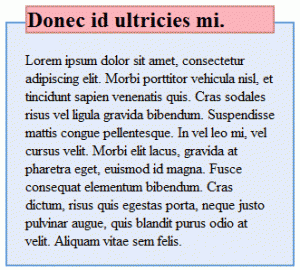 Donec id ultricies mi.
Lorem ipsum dolor sit amet, consectetur
adipiscing elit. Morbi porttitor vehicula nisl, et
tincidunt sapien venenatis quis. Cras sodales
risus vel ligula gravida bibendum. Suspendisse
mattis congue pellentesque. In vel leo mi, vel
cursus velit. Morbi elit lacus, gravida at
pharetra eget, euismod id magna. Fusce
consequat elementum bibendum. Cras
dictum, risus quis egestas porta, neque justo
pulvinar augue, quis blandit purus odio at
velit. Aliquam vitae sem felis.